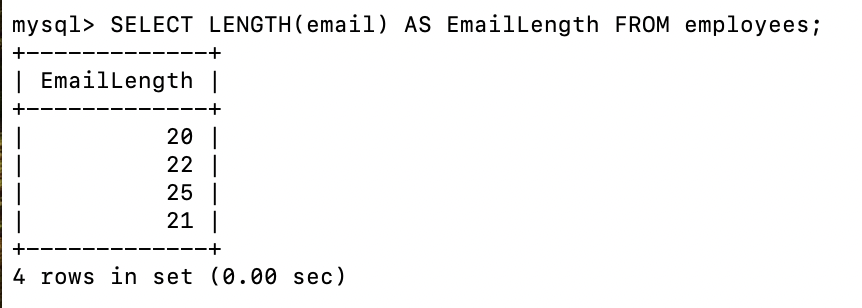 mysql> SELECT LENGTH(email) AS EmailLength FROM employees;
+-------------+
| EmailLength |
+-------------+
|          20 |
|          22 |
|          25 |
|          21 |
+-------------+
4 rows in set (0.00 sec)